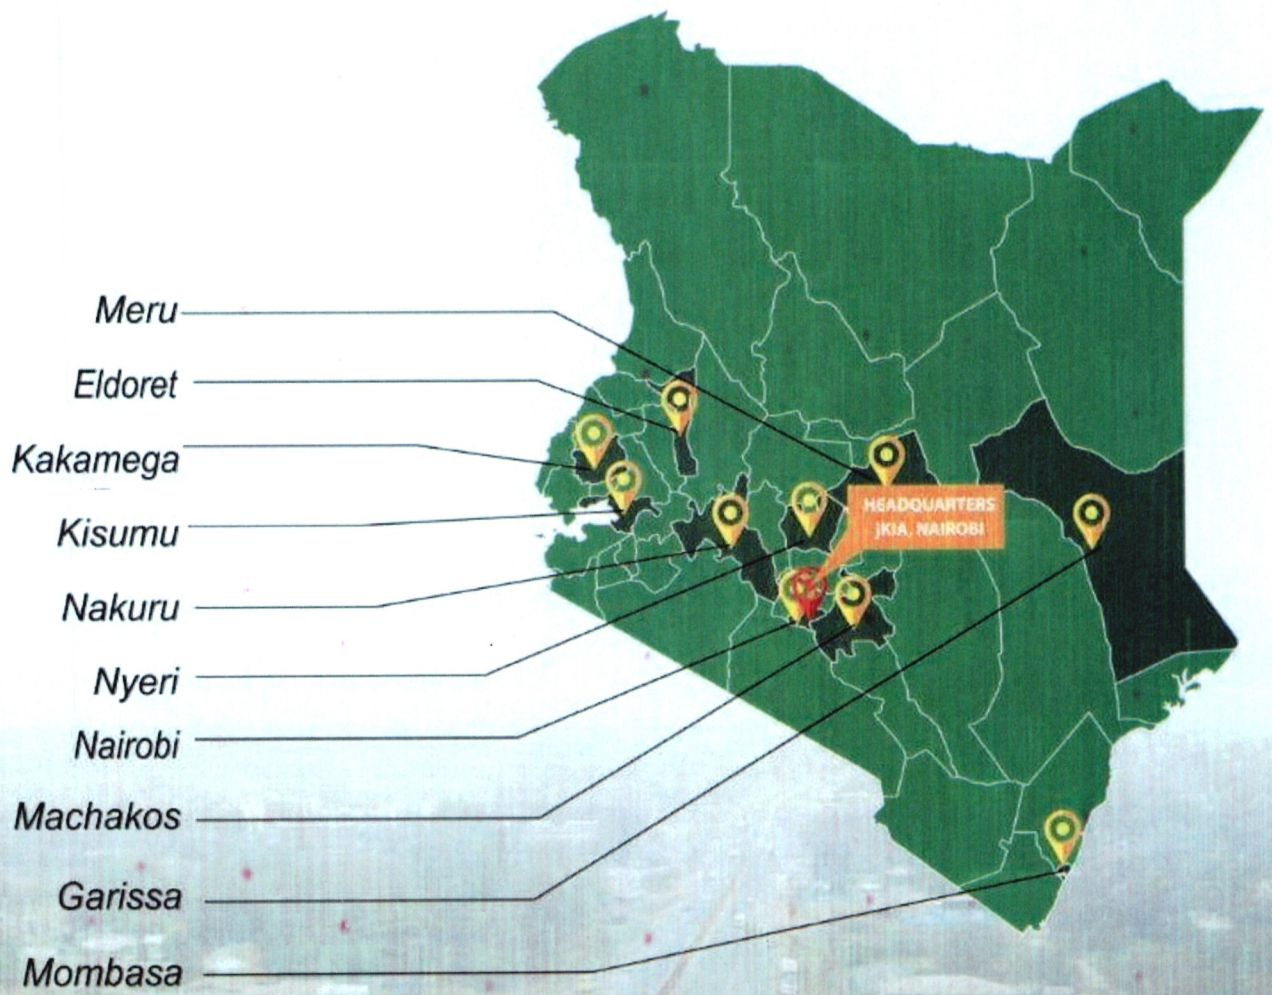 Meru
Eldoret
Kakamega
Kisumu
Nakuru
Nyeri
Nairobi
Machakos
Garissa
Mombasa
HEADQUARTERS
jKIA, NAIROBI